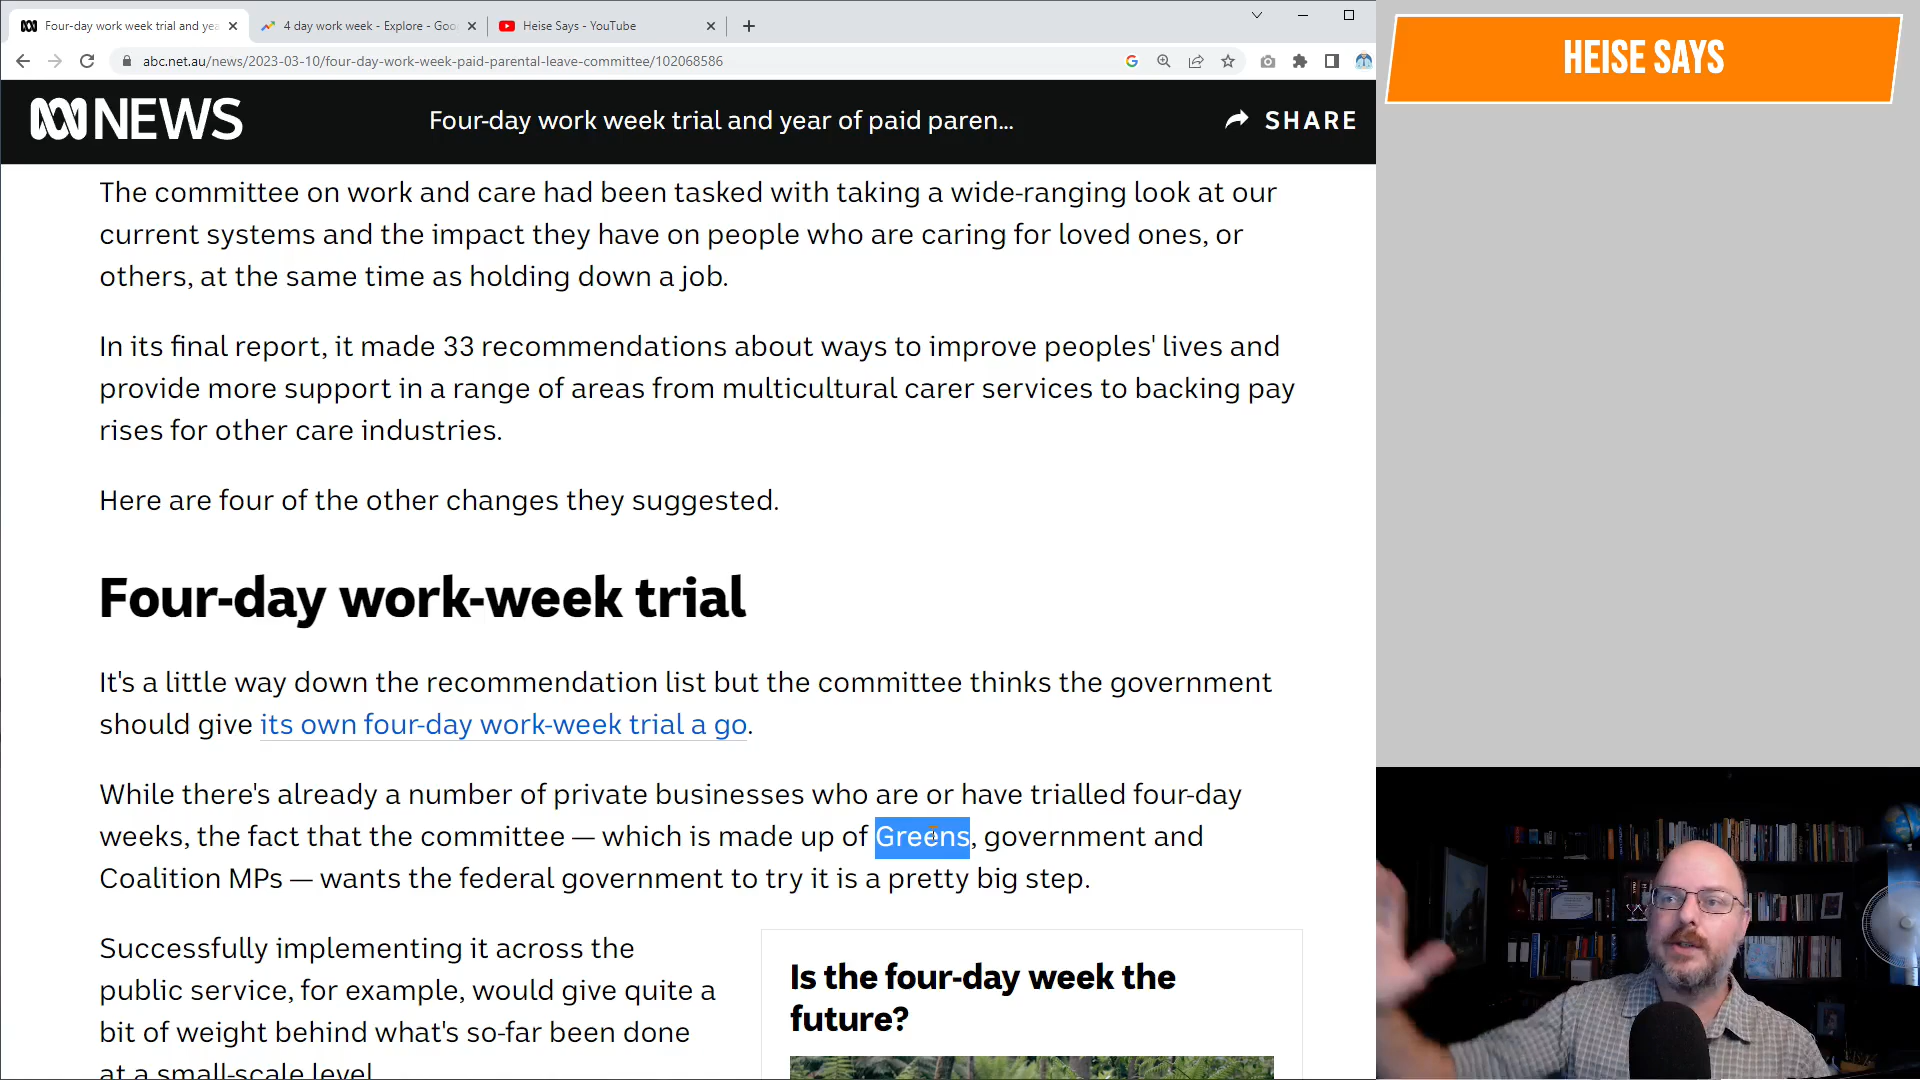 Four-day work week trial and yea
4 day work week - Explore - Goo
Heise Says - YouTube
abc.net.au/news/2023-03-10/four-day-work-week-paid-parental-leave-committee/102068586
HEISE SAYS
NEWS
Four-day work week trial and year of paid paren...
SHARE
The committee on work and care had been tasked with taking a wide-ranging look at our
current systems and the impact they have on people who are caring for loved ones, or
others, at the same time as holding down a job.
In its final report, it made 33 recommendations about ways to improve peoples' lives and
provide more support in a range of areas from multicultural carer services to backing pay
rises for other care industries.
Here are four of the other changes they suggested.
Four-day work-week trial
It's a little way down the recommendation list but the committee thinks the government
should give its own four-day work-week trial a go.
While there's already a number of private businesses who are or have trialled four-day
weeks, the fact that the committee — which is made up of Greens, government and
Coalition MPs — wants the federal government to try it is a pretty big step.
Successfully implementing it across the
public service, for example, would give quite a
bit of weight behind what's so-far been done
at a small-scale level.
Is the four-day week the
future?